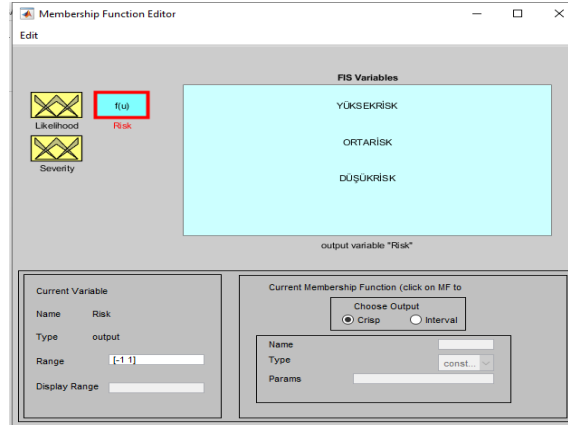 Membership Function Editor
Edit
FIS Variables
f(u)
YÜKSEKRİSK
Likelihood
Risk
ORTARİSK
Severity
DÜŞÜKRİSK
output variable "Risk"
Current Variable
Name Risk
Type output
Range [-1 1]
Display Range
Current Membership Function (click on MF to
Choose Output
Crisp Interval
Name
Type const...
Params